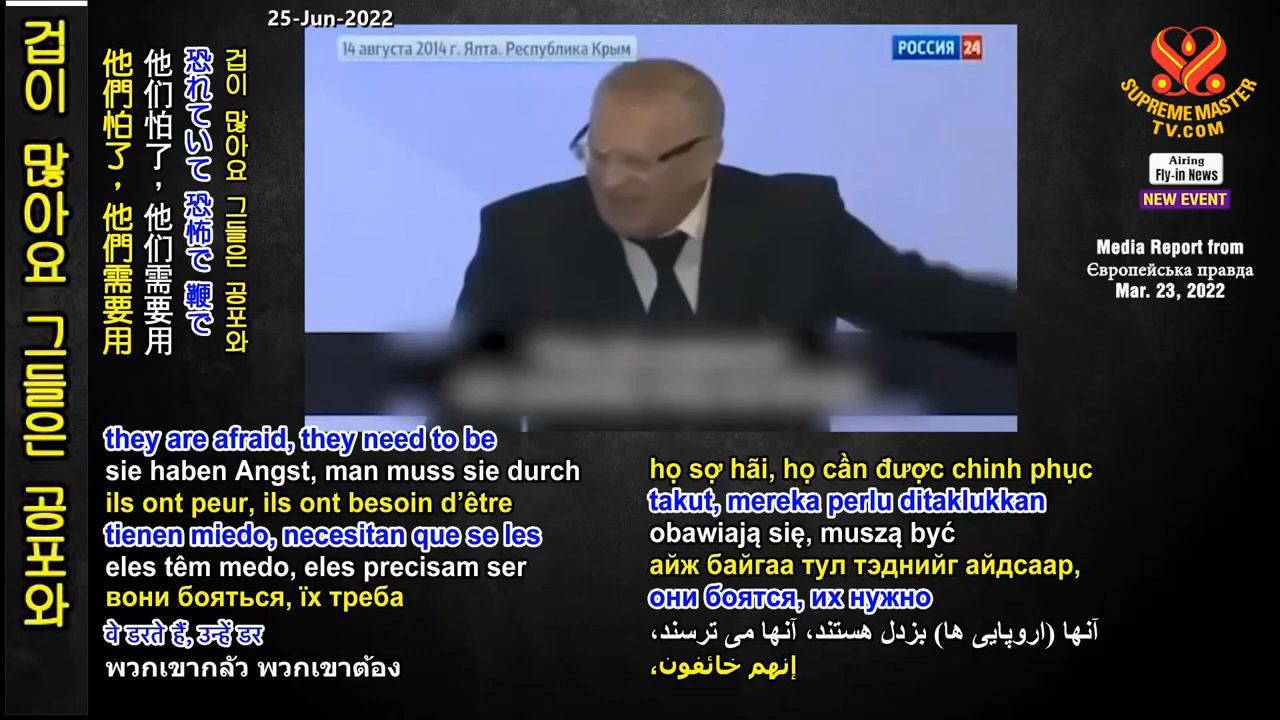 25-Jun-2022
14 августа 2014 г. Ялта. Республика Крым
РОССИЯ 24
SUPREME MASTER
TV.COM
Airing
Fly-in News
NEW EVENT
Media Report from
Європейська правда
Mar. 23, 2022
겁이 많아요 그들은 공포와
겁이 많아요 그들은 공포와
恐れていて 恐怖で 鞭で
他们怕了，他们需要用
他們怕了，他們需要用
they are afraid, they need to be
sie haben Angst, man muss sie durch
ils ont peur, ils ont besoin d’être
tienen miedo, necesitan que se les
eles têm medo, eles precisam ser
вони бояться, їх треба
वे डरते हैं, उन्हें डर
พวกเขากลัว พวกเขาต้อง
họ sợ hãi, họ cần được chinh phục
takut, mereka perlu ditaklukkan
obawiają się, muszą być
айж байгаа тул тэднийг айдсаар,
они боятся, их нужно
آنها (اروپایی ها) بزدل هستند، آنها می ترسند،
إنهم خائفون،